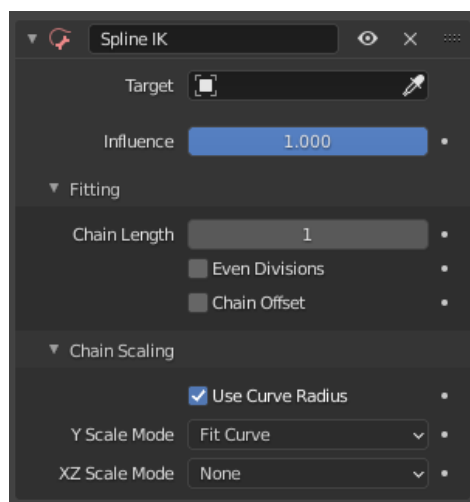 Spline IK
Target
Influence 1.000
Fitting
Chain Length 1
Even Divisions
Chain Offset
Chain Scaling
Use Curve Radius
Y Scale Mode Fit Curve
XZ Scale Mode None